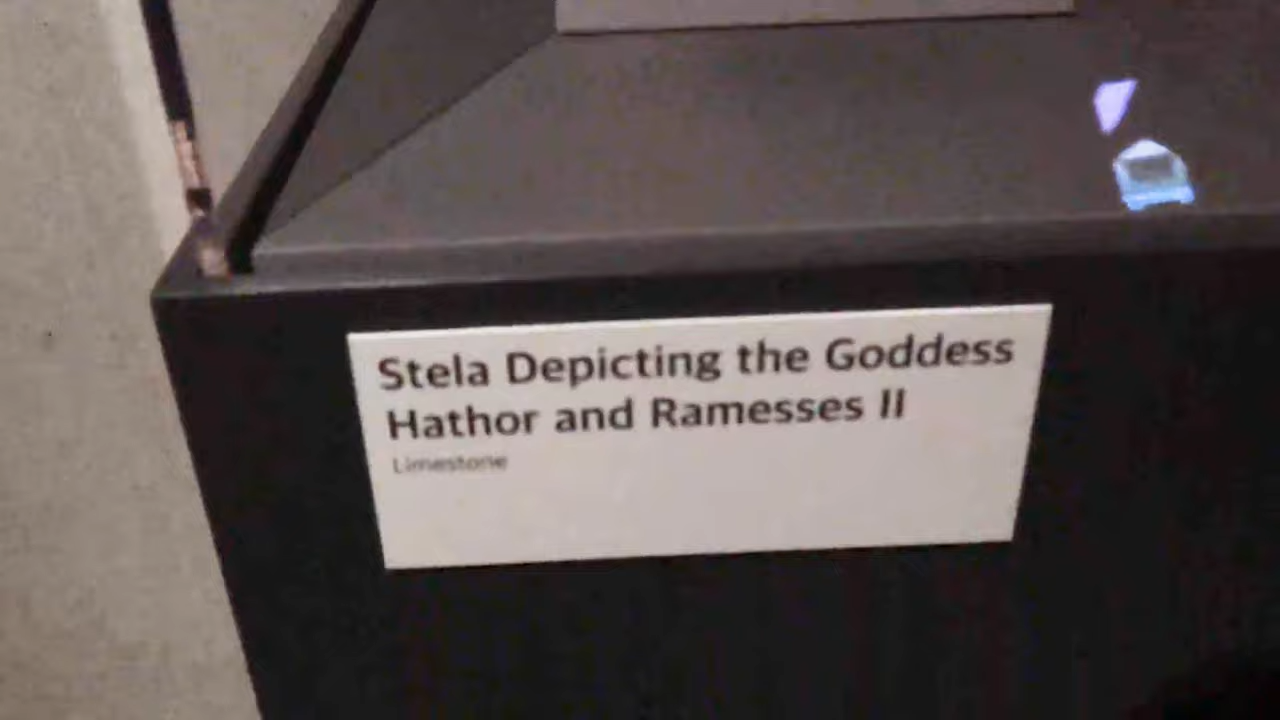 Stela Depicting the Goddess
Hathor and Ramesses II
Limestone